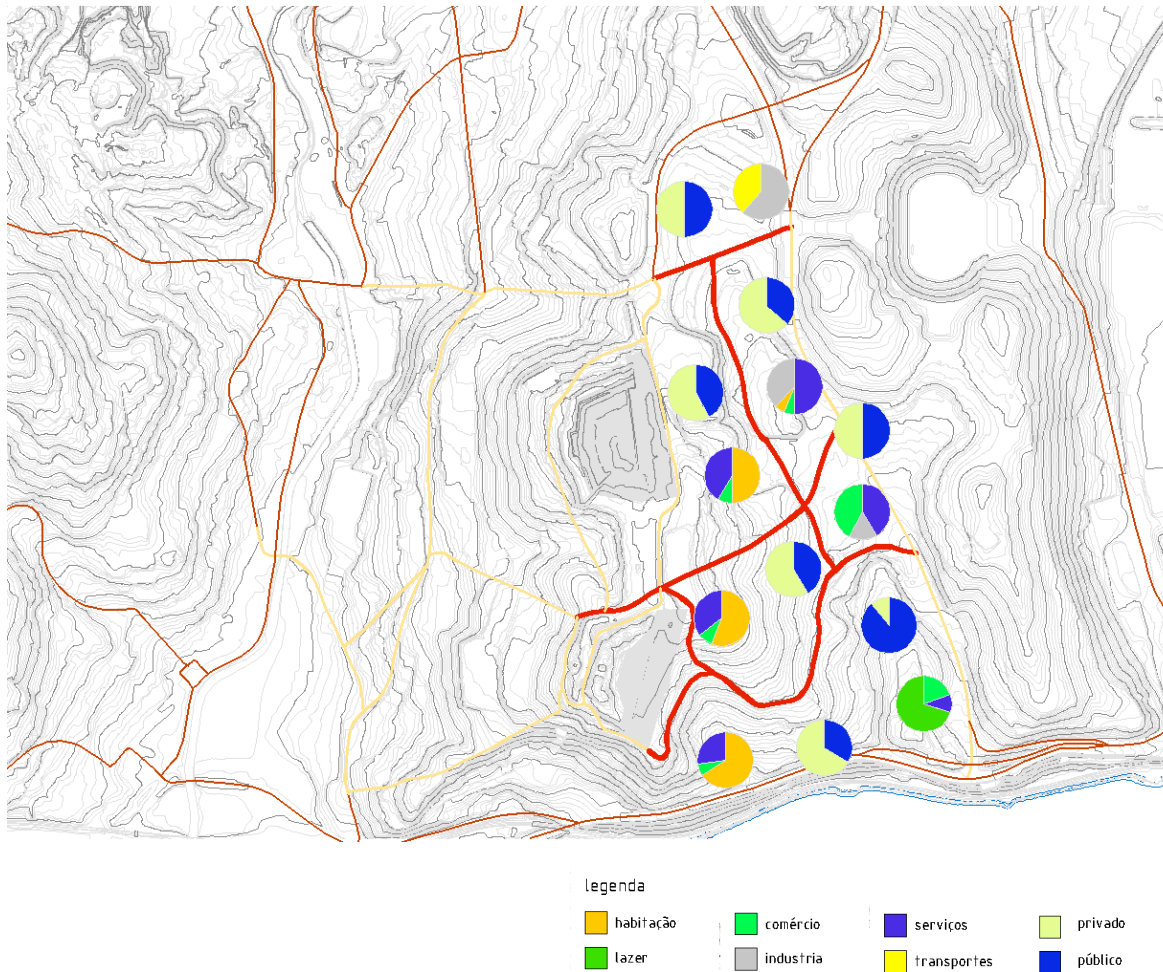 legenda
habitação comércio serviços privado
lazer industria transportes público